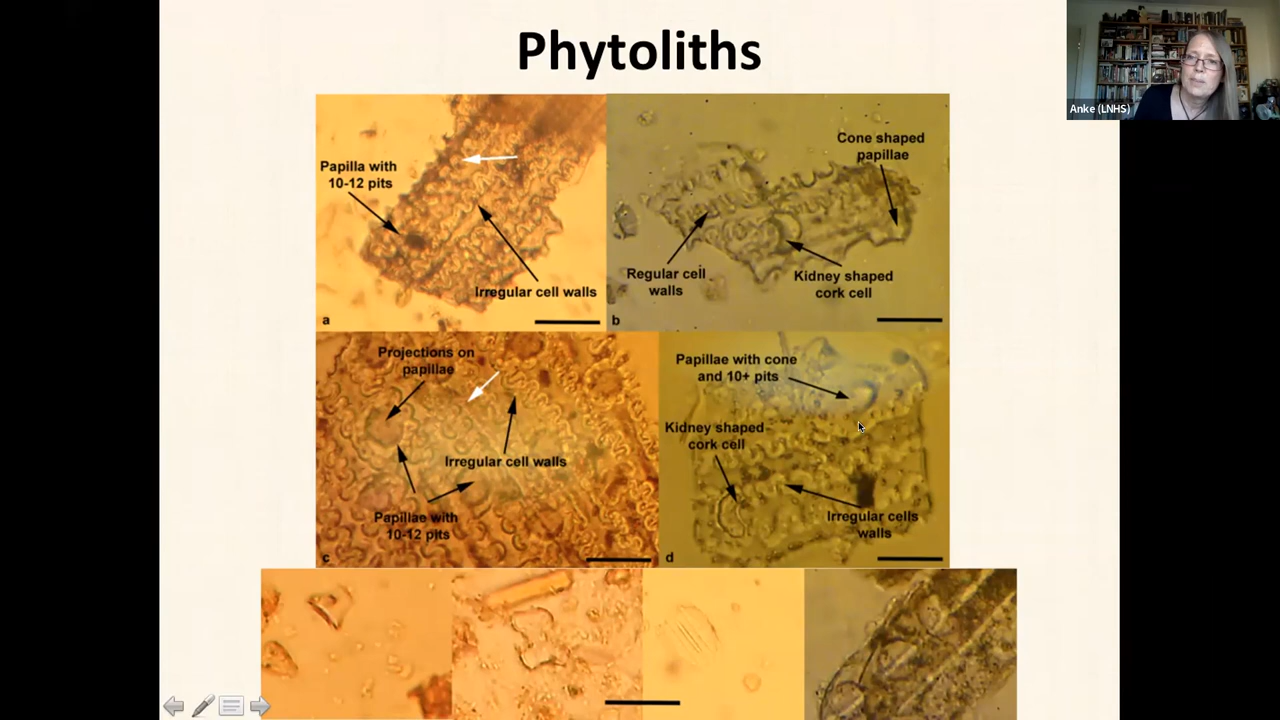 Phytoliths
Anke (LNHS)
Papilla with
10-12 pits
Irregular cell walls
a
Cone shaped
papillae
Regular cell
walls
Kidney shaped
cork cell
b
Projections on
papillae
Irregular cell walls
Papillae with
10-12 pits
c
Papillae with cone
and 10+ pits
Kidney shaped
cork cell
Irregular cells
walls
d